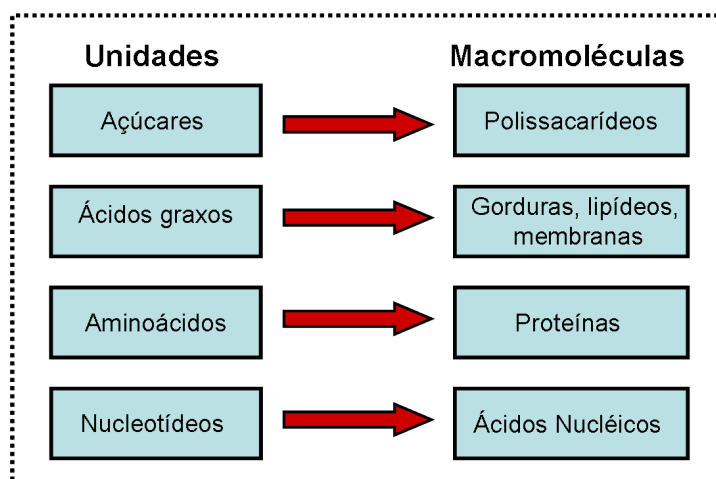 Unidades
Macromoléculas
Açúcares
Polissacarídeos
Ácidos graxos
Gorduras, lipídeos,
membranas
Aminoácidos
Proteínas
Nucleotídeos
Ácidos Nucléicos